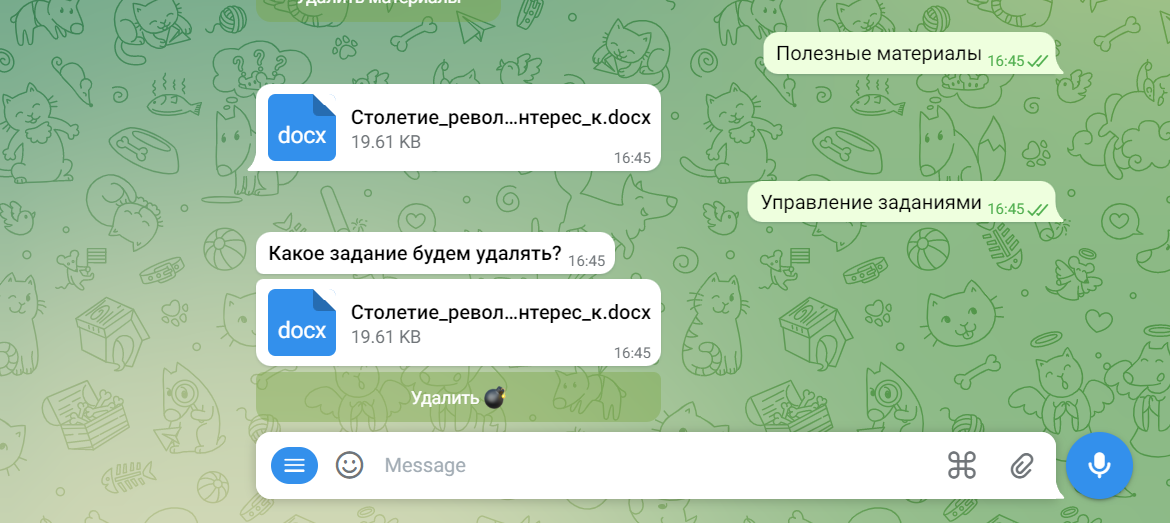 Удалить материалы
Полезные материалы 16:45
docx
Столетие_револ...нтерес_к.docx
19.61 KB
16:45
Управление заданиями 16:45
Какое задание будем удалять? 16:45
docx
Столетие_револ...нтерес_к.docx
19.61 KB
16:45
Удалить 💣
Message